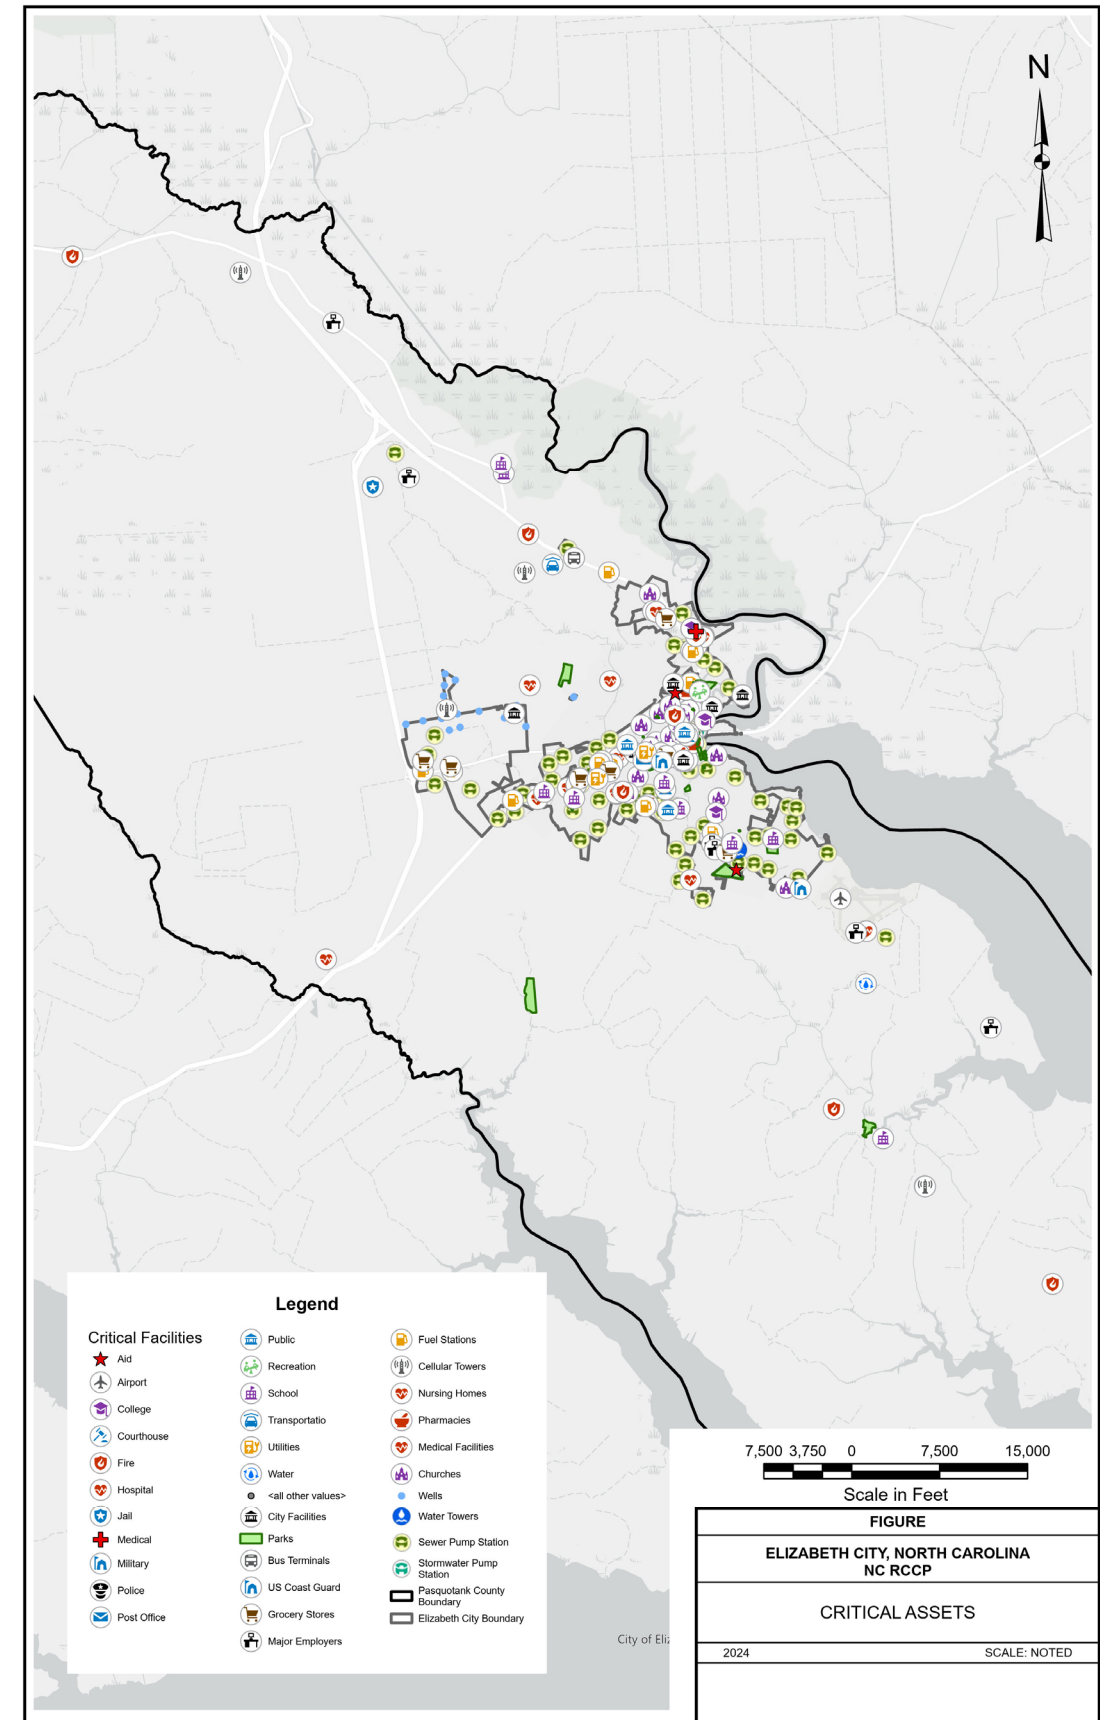 N
Legend
Critical Facilities
Aid
Airport
College
Courthouse
Fire
Hospital
Jail
Medical
Military
Police
Post Office
Public
Recreation
School
Transportatio
Utilities
Water
<all other values>
City Facilities
Parks
Bus Terminals
US Coast Guard
Grocery Stores
Major Employers
Fuel Stations
Cellular Towers
Nursing Homes
Pharmacies
Medical Facilities
Churches
Wells
Water Towers
Sewer Pump Station
Stormwater Pump
Station
Pasquotank County
Boundary
Elizabeth City Boundary
City of Eliz
7,500 3,750 0 7,500 15,000
Scale in Feet
FIGURE
ELIZABETH CITY, NORTH CAROLINA
NC RCCP
CRITICAL ASSETS
2024 SCALE: NOTED